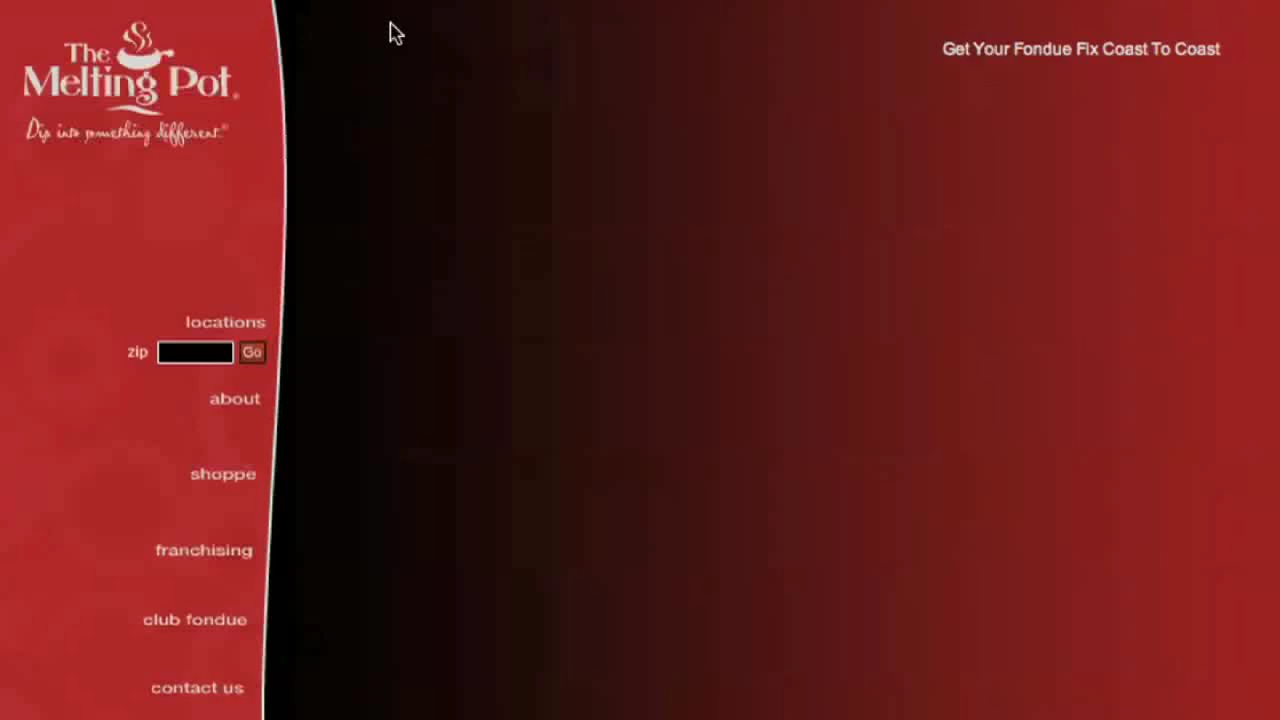 The
Melting Pot®
Dip into something different.®
Get Your Fondue Fix Coast To Coast
locations
zip Go
about
shoppe
franchising
club fondue
contact us